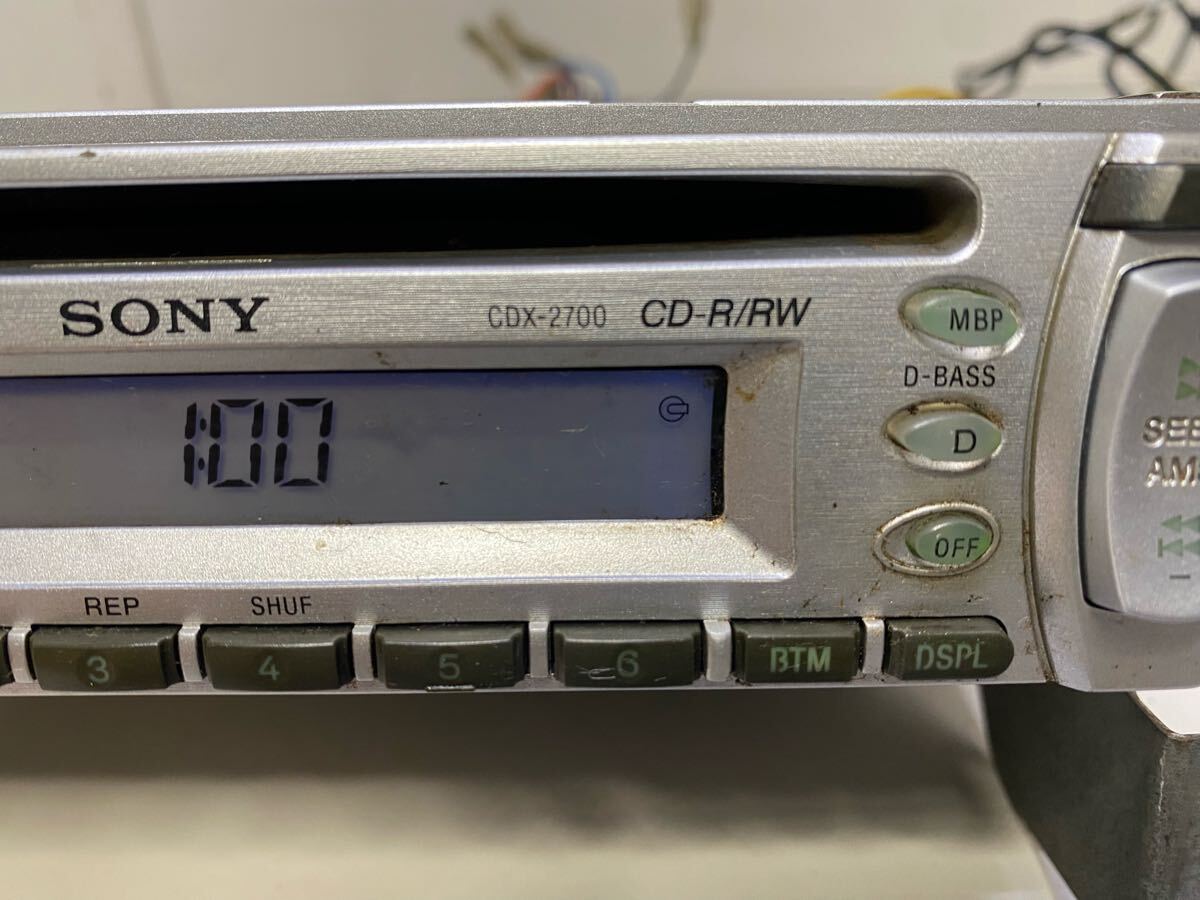 SONY CDX-2700 CD-R/RW
MBP
D-BASS
1:00
D
OFF
REP SHUF
3 4 5 6 BTM DSPL